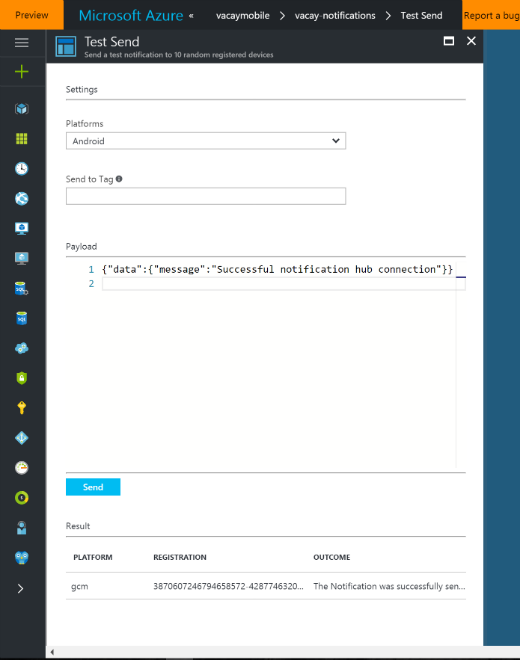 Preview
Microsoft Azure «
vacaymobile > vacay-notifications > Test Send
Report a bug
Test Send
Send a test notification to 10 random registered devices
Settings
Platforms
Android
Send to Tag
Payload
1 {"data":{"message":"Successful notification hub connection"}}
2
Send
Result
PLATFORM REGISTRATION OUTCOME
gcm 3870607246794658572-4287746320... The Notification was successfully sen...